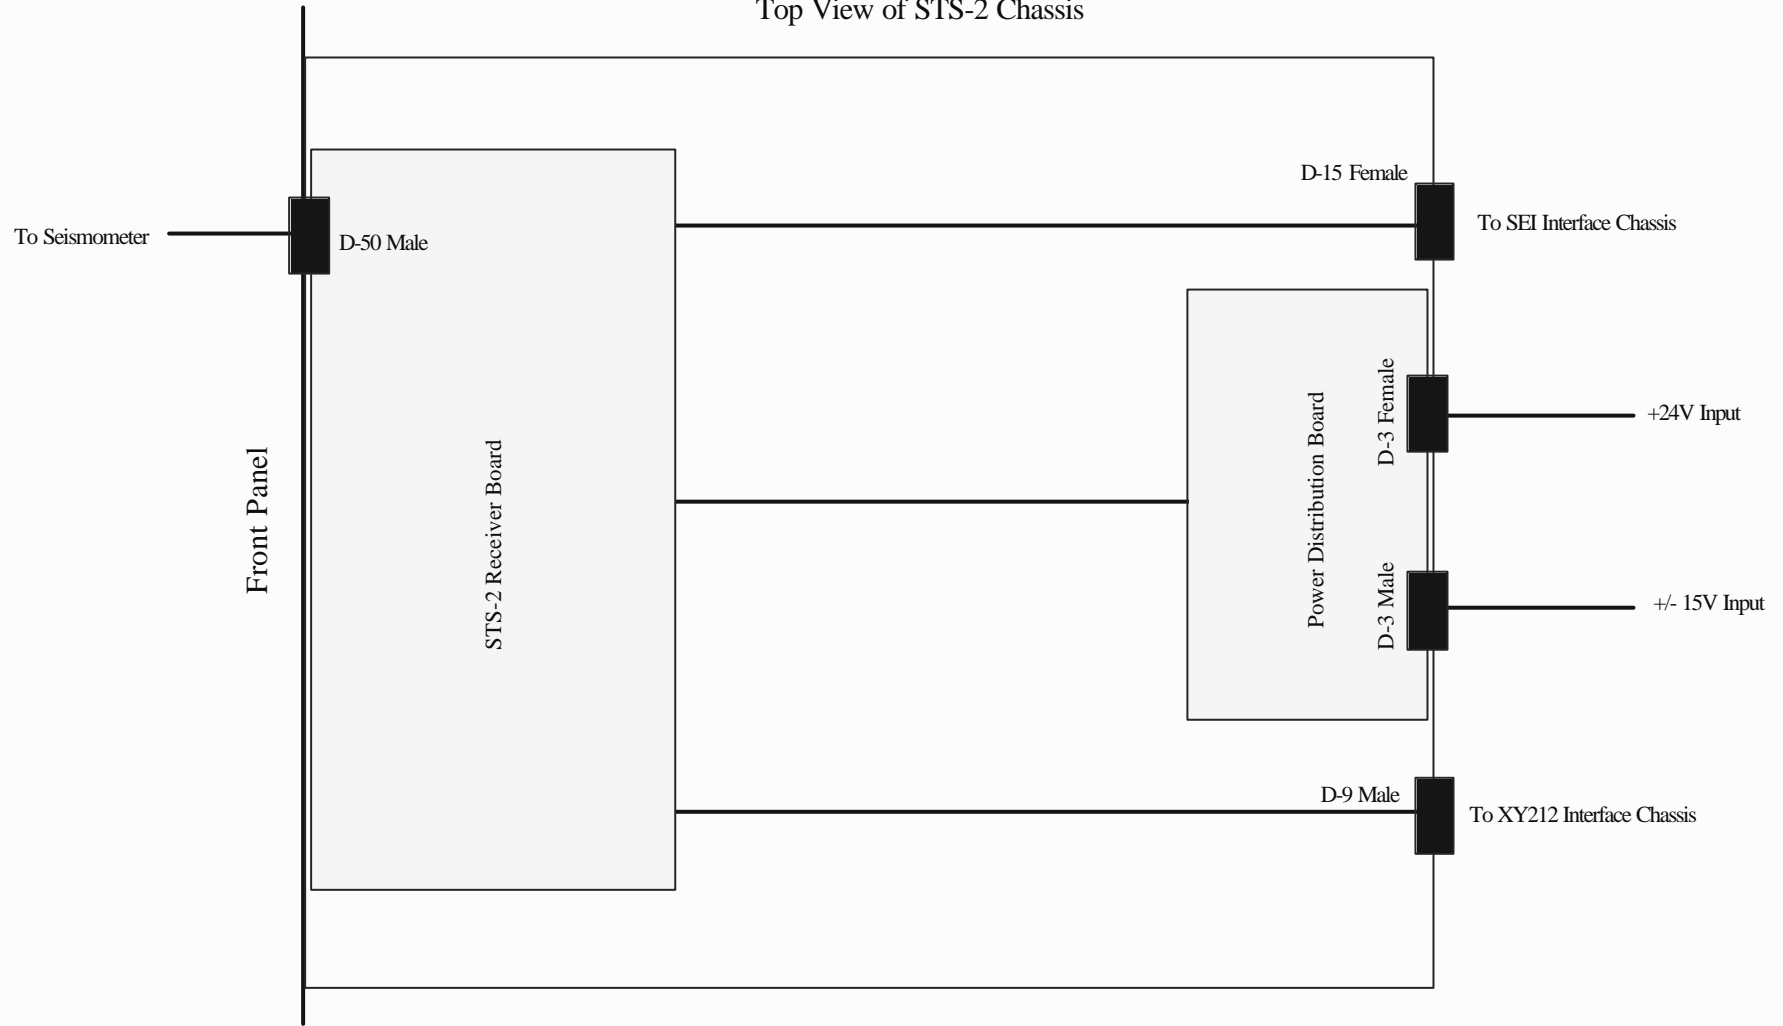 Top View of STS-2 Chassis
D-15 Female
To Seismometer
D-50 Male
To SEI Interface Chassis
Front Panel
STS-2 Receiver Board
Power Distribution Board
D-3 Female
+24V Input
D-3 Male
+/- 15V Input
D-9 Male
To XY212 Interface Chassis